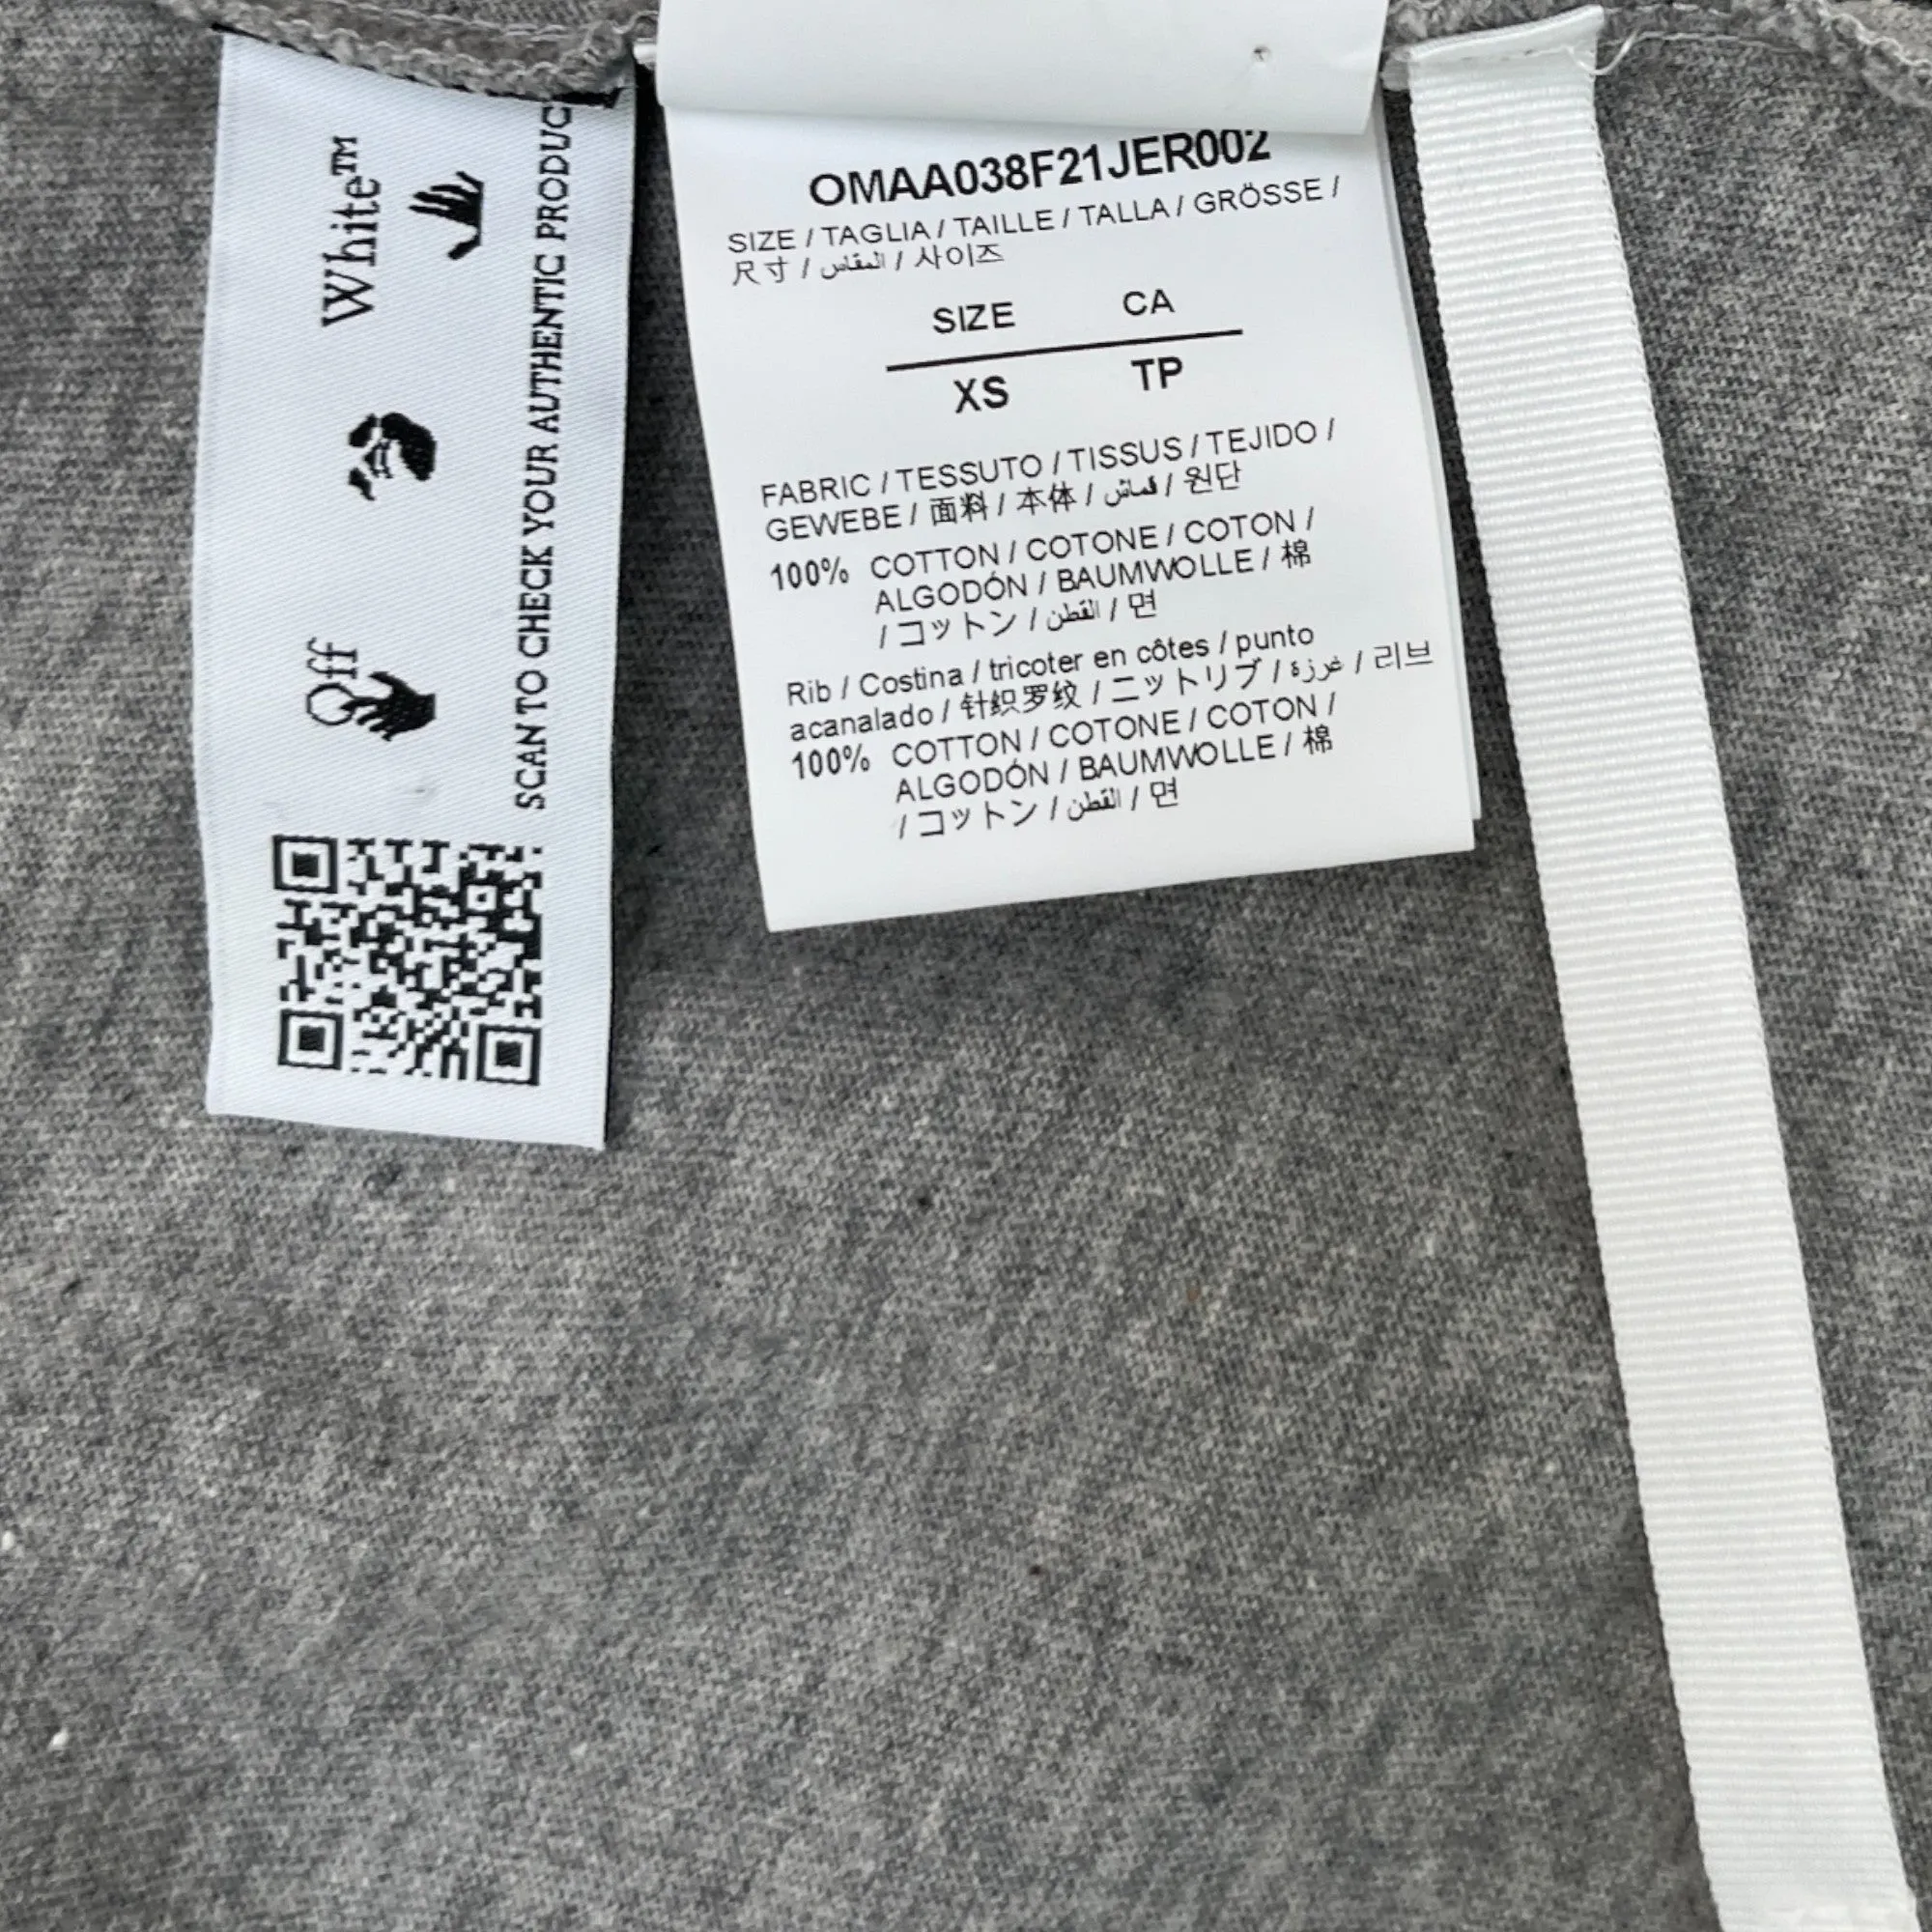 Off White™
SCAN TO CHECK YOUR AUTHENTIC PRODUC
OMAA038F21JER002
SIZE / TAGLIA / TAILLE / TALLA / GRÖSSE /
尺寸 / المقاس / 사이즈
SIZE CA
XS TP
FABRIC / TESSUTO / TISSUS / TEJIDO /
GEWEBE / 面料 / 本体 / قماش / 원단
100% COTTON / COTONE / COTON /
ALGODÓN / BAUMWOLLE / 棉
/ コットン / القطن / 면
Rib / Costina / tricoter en côtes / punto
acanalado / 针织罗纹 / ニットリブ / غرزة / 리브
100% COTTON / COTONE / COTON /
ALGODÓN / BAUMWOLLE / 棉
/ コットン / القطن / 면